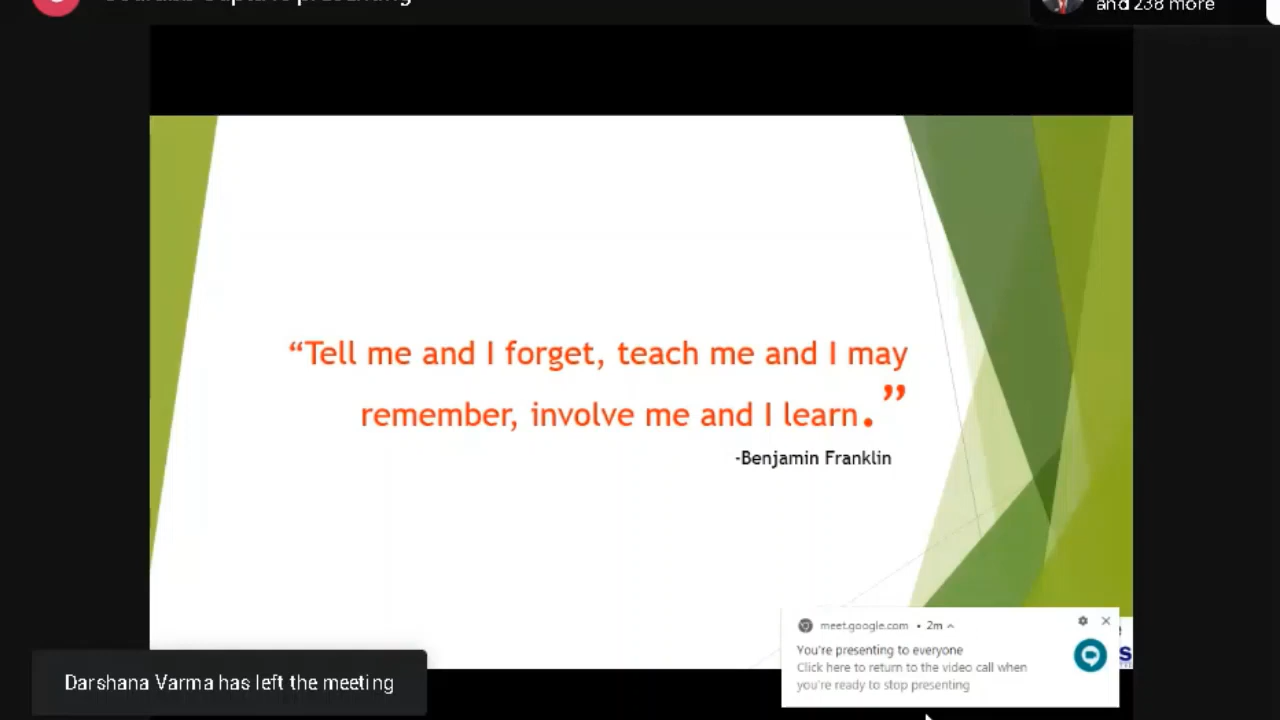 and 238 more
“Tell me and I forget, teach me and I may
remember, involve me and I learn.”
-Benjamin Franklin
meet.google.com • 2m
You're presenting to everyone
Click here to return to the video call when
you're ready to stop presenting
Darshana Varma has left the meeting